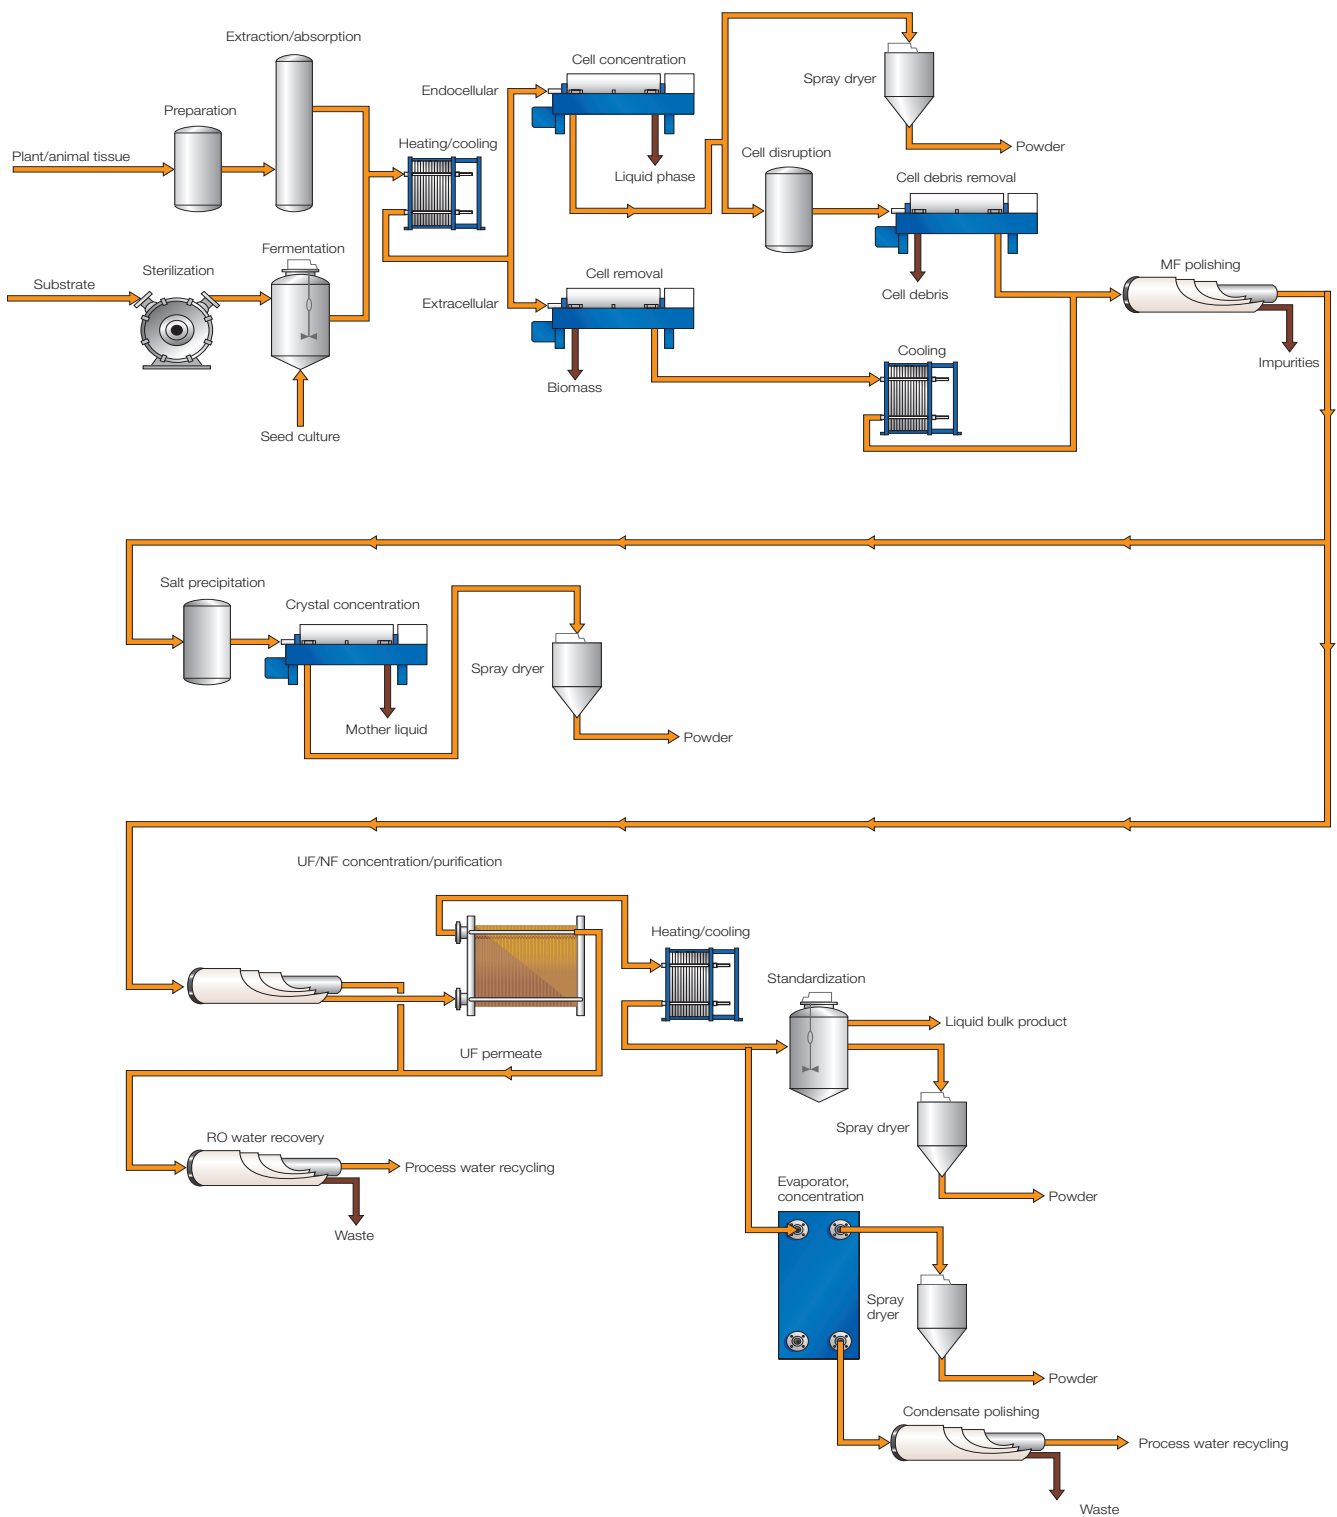 Extraction/absorption
Preparation
Plant/animal tissue
Heating/cooling
Fermentation
Sterilization
Substrate
Seed culture
Endocellular
Cell concentration
Liquid phase
Extracellular
Cell removal
Biomass
Spray dryer
Powder
Cell disruption
Cell debris removal
Cell debris
Cooling
MF polishing
Impurities
Salt precipitation
Crystal concentration
Mother liquid
Spray dryer
Powder
UF/NF concentration/purification
Heating/cooling
Standardization
Liquid bulk product
UF permeate
Spray dryer
Powder
RO water recovery
Process water recycling
Waste
Evaporator,
concentration
Spray
dryer
Powder
Condensate polishing
Process water recycling
Waste